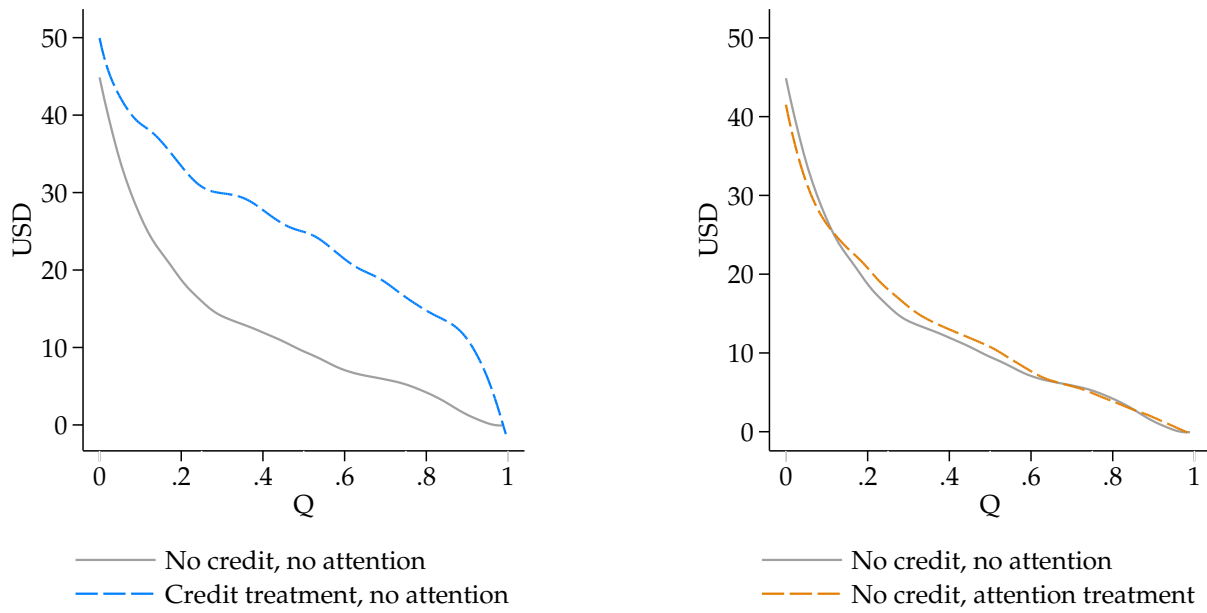 50
40
30
20
10
0
USD
0 .2 .4 .6 .8 1
Q
No credit, no attention
Credit treatment, no attention
50
40
30
20
10
0
USD
0 .2 .4 .6 .8 1
Q
No credit, no attention
No credit, attention treatment